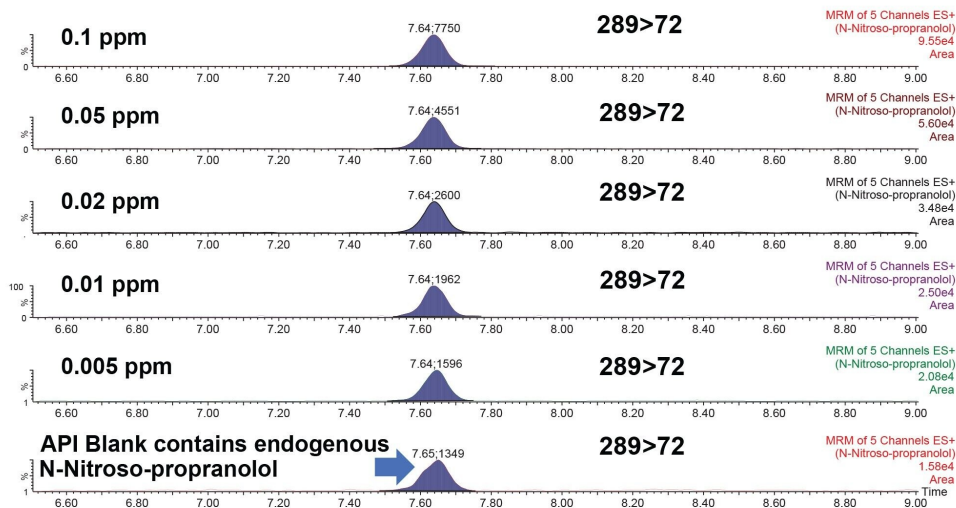 0.1 ppm
7.64;7750
289>72
MRM of 5 Channels ES+
(N-Nitroso-propranolol)
9.55e4
Area
%
0
6.60 6.80 7.00 7.20 7.40 7.60 7.80 8.00 8.20 8.40 8.60 8.80 9.00
0.05 ppm
7.64;4551
289>72
MRM of 5 Channels ES+
(N-Nitroso-propranolol)
5.60e4
Area
%
0
6.60 6.80 7.00 7.20 7.40 7.60 7.80 8.00 8.20 8.40 8.60 8.80 9.00
0.02 ppm
7.64;2600
289>72
MRM of 5 Channels ES+
(N-Nitroso-propranolol)
3.48e4
Area
%
6.60 6.80 7.00 7.20 7.40 7.60 7.80 8.00 8.20 8.40 8.60 8.80 9.00
0.01 ppm
7.64;1962
289>72
MRM of 5 Channels ES+
(N-Nitroso-propranolol)
2.50e4
Area
100
%
0
6.60 6.80 7.00 7.20 7.40 7.60 7.80 8.00 8.20 8.40 8.60 8.80 9.00
0.005 ppm
7.64;1596
289>72
MRM of 5 Channels ES+
(N-Nitroso-propranolol)
2.08e4
Area
%
1
6.60 6.80 7.00 7.20 7.40 7.60 7.80 8.00 8.20 8.40 8.60 8.80 9.00
API Blank contains endogenous
N-Nitroso-propranolol
7.65;1349
289>72
MRM of 5 Channels ES+
(N-Nitroso-propranolol)
1.58e4
Area
%
1
Time
6.60 6.80 7.00 7.20 7.40 7.60 7.80 8.00 8.20 8.40 8.60 8.80 9.00